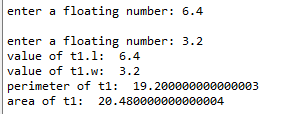 enter a floating number: 6.4
enter a floating number: 3.2
value of t1.l:  6.4
value of t1.w:  3.2
perimeter of t1:  19.200000000000003
area of t1:  20.480000000000004